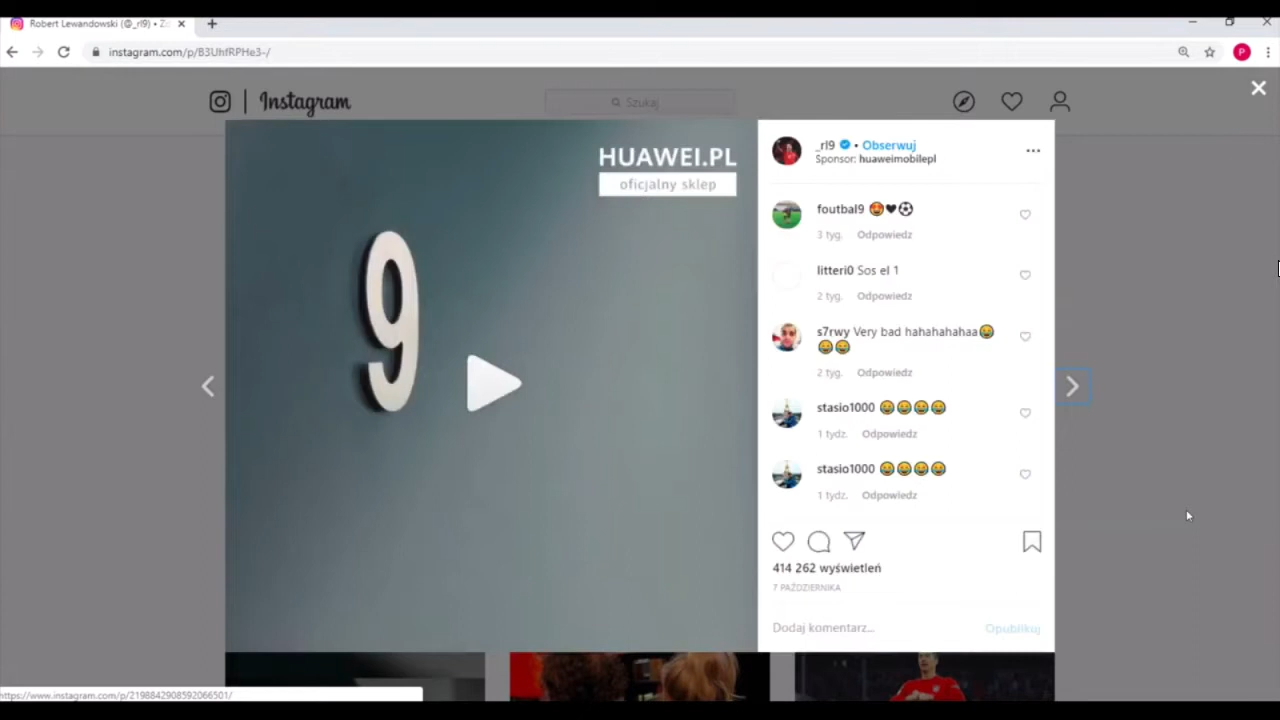 Robert Lewandowski (@_rl9) • Z
instagram.com/p/B3UhfRPHe3-/
P
Instagram
Szukaj
HUAWEI.PL
oficjalny sklep
9
_rl9 • Obserwuj
Sponsor: huaweimobilepl
foutbal9 😍🖤⚽
3 tyg. Odpowiedz
litteri0 Sos el 1
2 tyg. Odpowiedz
s7rwy Very bad hahahahahaa😂
😂😂
2 tyg. Odpowiedz
stasio1000 😂😂😂😂
1 tydz. Odpowiedz
stasio1000 😂😂😂😂
1 tydz. Odpowiedz
414 262 wyświetleń
7 PAŹDZIERNIKA
Dodaj komentarz... Opublikuj
https://www.instagram.com/p/2198842908592066501/